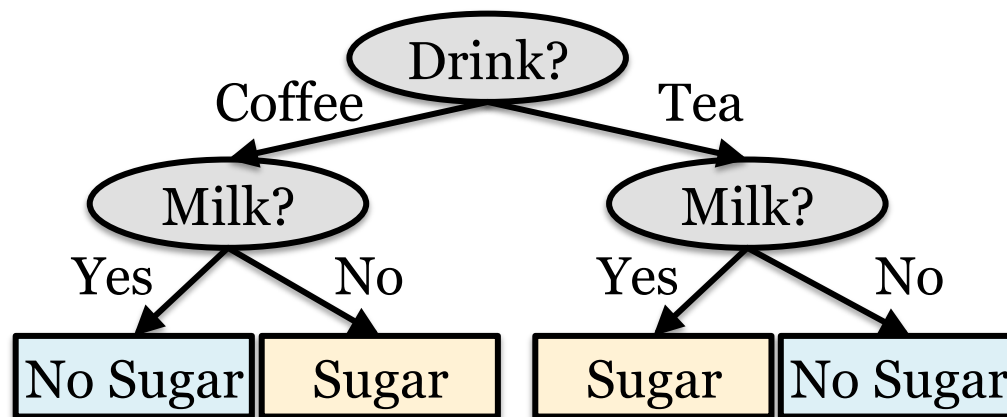 Drink?
Coffee
Tea
Milk?
Milk?
Yes
No
Yes
No
No Sugar
Sugar
Sugar
No Sugar